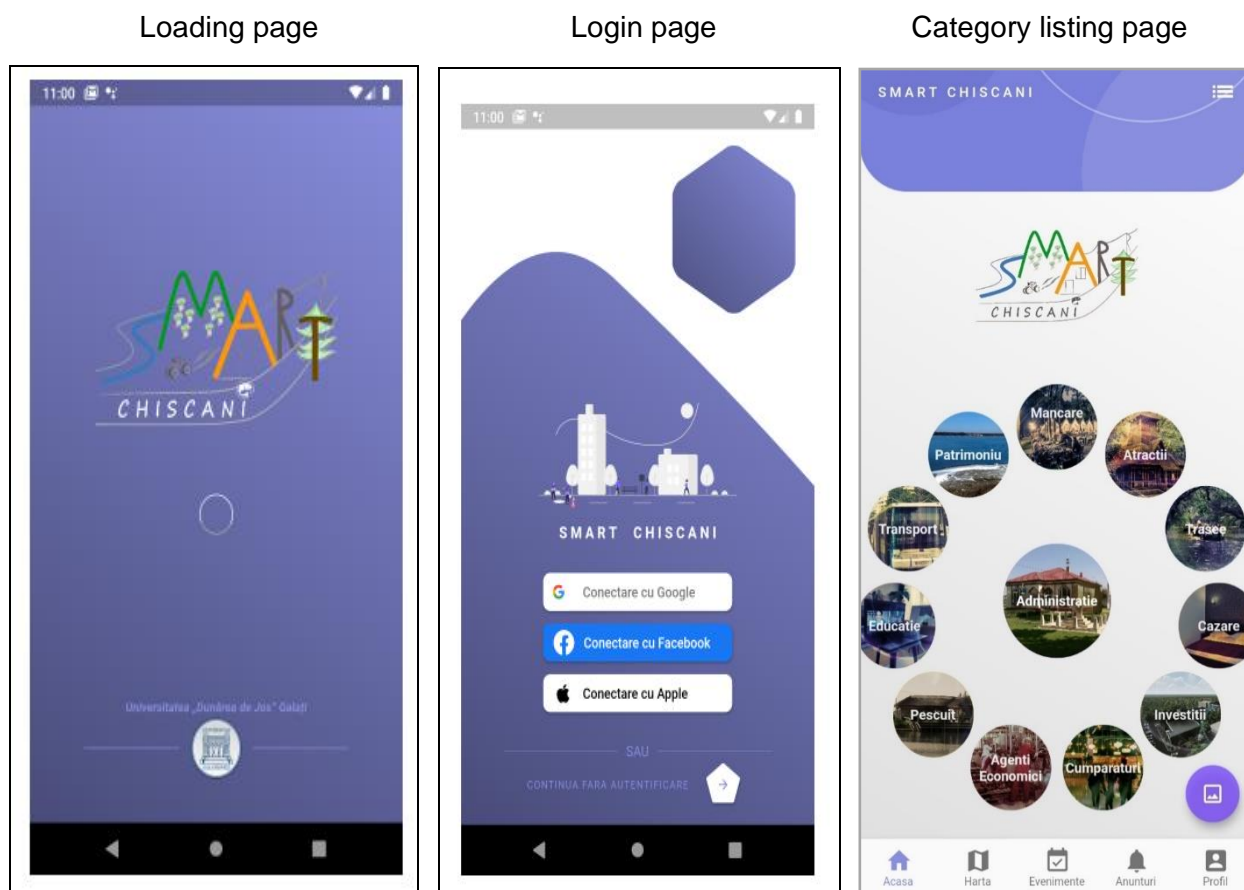 Loading page
Login page
Category listing page
11:00
SMART
CHISCANI
Universitatea „Dunărea de Jos” Galați
11:00
SMART CHISCANI
Conectare cu Google
Conectare cu Facebook
Conectare cu Apple
SAU
CONTINUA FARA AUTENTIFICARE
SMART CHISCANI
SMART
CHISCANI
Mancare
Patrimoniu
Atractii
Transport
Trasee
Administratie
Educatie
Cazare
Pescuit
Investitii
Agenti
Economici
Cumparaturi
Acasa
Harta
Evenimente
Anunturi
Profil